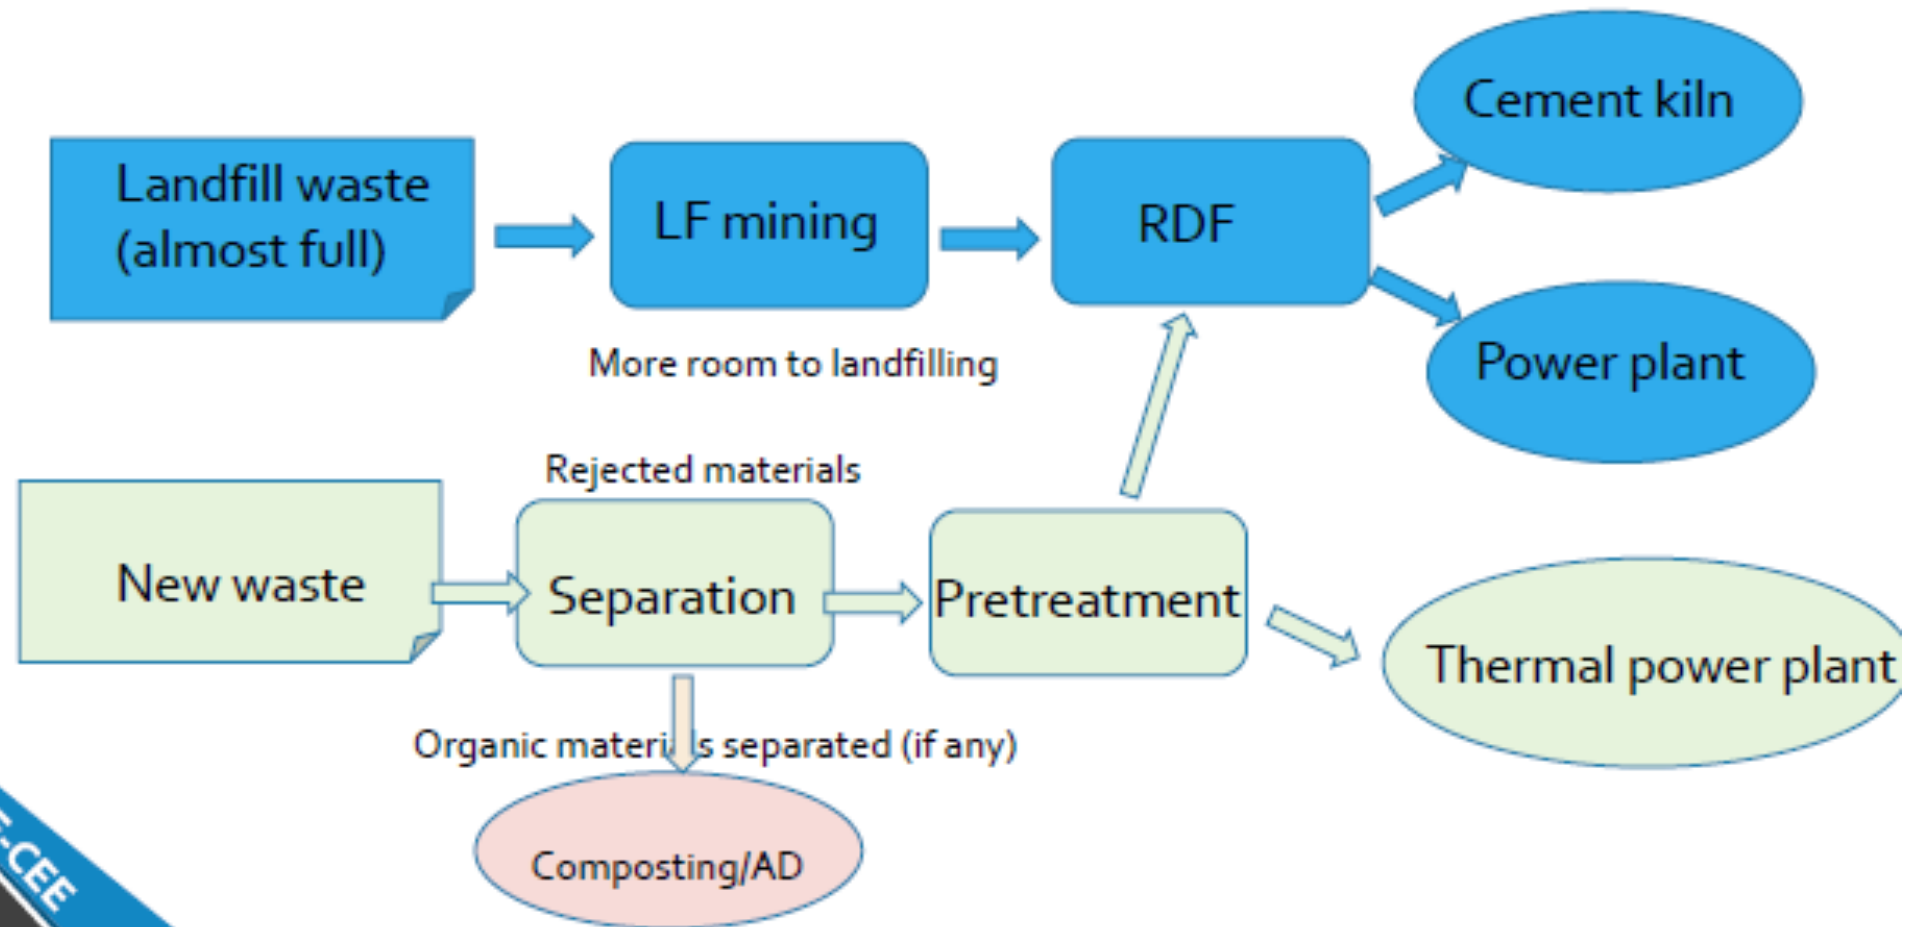 Landfill waste
(almost full)
LF mining
RDF
Cement kiln
Power plant
More room to landfilling
Rejected materials
New waste
Separation
Pretreatment
Thermal power plant
Organic materials separated (if any)
Composting/AD
-CEE